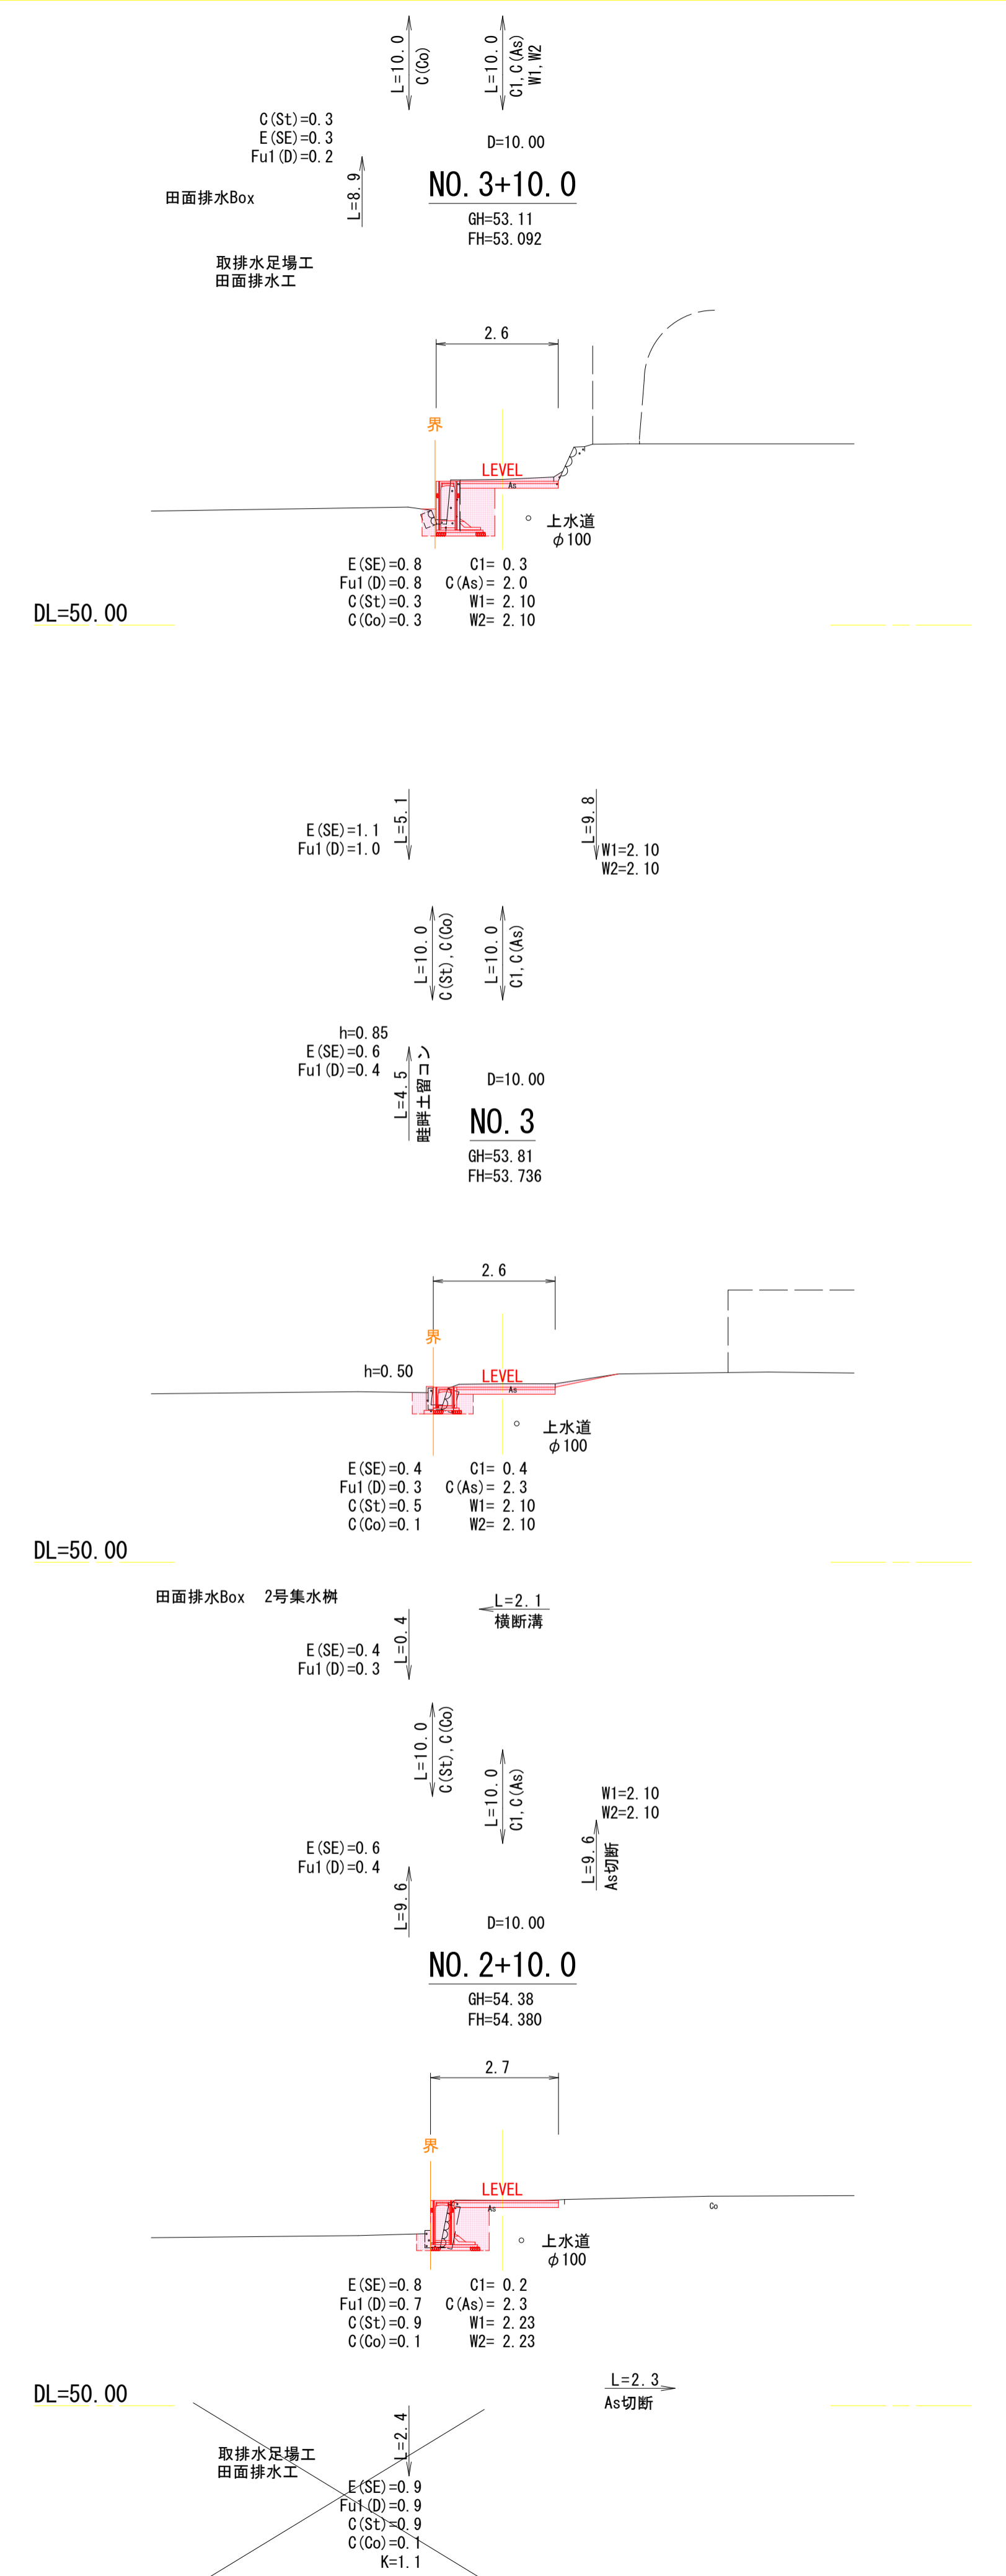 L=10.0
C(Co)
L=10.0
C1,C(As)
W1,W2
C(St)=0.3
E(SE)=0.3
Fu1(D)=0.2
L=8.9
D=10.00
NO.3+10.0
GH=53.11
FH=53.092
田面排水Box
取排水足場工
田面排水工
2.6
界
LEVEL
As
上水道
φ100
E(SE)=0.8
Fu1(D)=0.8
C(St)=0.3
C(Co)=0.3
C1= 0.3
C(As)= 2.0
W1= 2.10
W2= 2.10
DL=50.00
E(SE)=1.1
Fu1(D)=1.0
L=5.1
L=9.8
W1=2.10
W2=2.10
L=10.0
C(St),C(Co)
L=10.0
C1,C(As)
h=0.85
E(SE)=0.6
Fu1(D)=0.4
L=4.5
畦畔土留コン
D=10.00
NO.3
GH=53.81
FH=53.736
2.6
界
h=0.50
LEVEL
As
上水道
φ100
E(SE)=0.4
Fu1(D)=0.3
C(St)=0.5
C(Co)=0.1
C1= 0.4
C(As)= 2.3
W1= 2.10
W2= 2.10
DL=50.00
田面排水Box
2号集水桝
L=2.1
横断溝
L=0.4
E(SE)=0.4
Fu1(D)=0.3
L=10.0
C(St),C(Co)
L=10.0
C1,C(As)
W1=2.10
W2=2.10
L=9.6
As切断
E(SE)=0.6
Fu1(D)=0.4
L=9.6
D=10.00
NO.2+10.0
GH=54.38
FH=54.380
2.7
界
LEVEL
As
Co
上水道
φ100
E(SE)=0.8
Fu1(D)=0.7
C(St)=0.9
C(Co)=0.1
C1= 0.2
C(As)= 2.3
W1= 2.23
W2= 2.23
DL=50.00
L=2.3
As切断
L=2.4
取排水足場工
田面排水工
E(SE)=0.9
Fu1(D)=0.9
C(St)=0.9
C(Co)=0.1
K=1.1